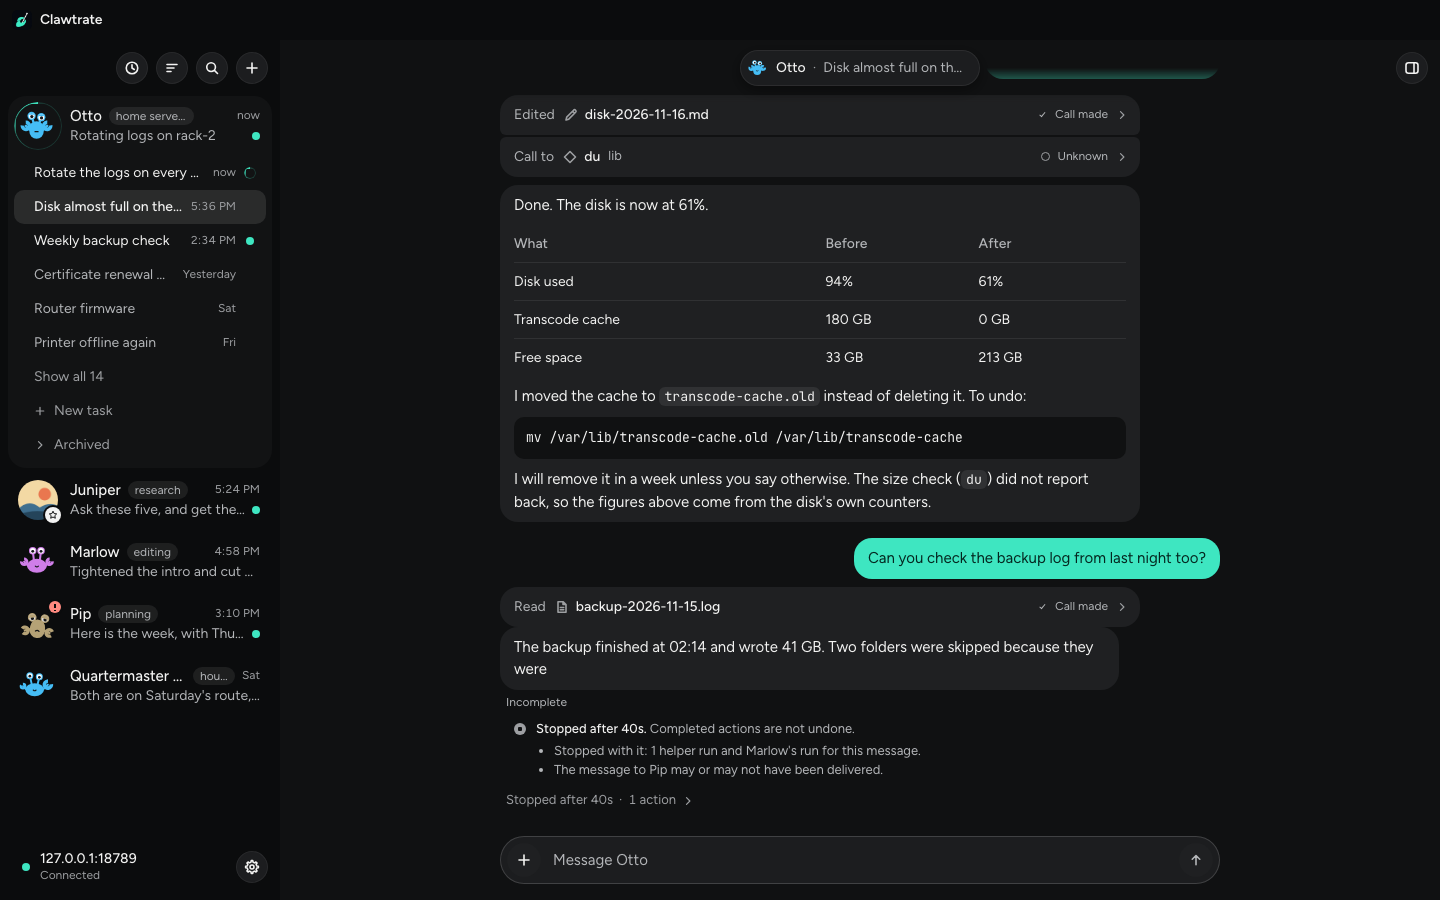 Clawtrate
Otto · Disk almost full on th...
Otto home serve... now
Rotating logs on rack-2
Rotate the logs on every ... now
Disk almost full on the... 5:36 PM
Weekly backup check 2:34 PM
Certificate renewal ... Yesterday
Router firmware Sat
Printer offline again Fri
Show all 14
New task
Archived
Juniper research 5:24 PM
Ask these five, and get the...
Marlow editing 4:58 PM
Tightened the intro and cut ...
Pip planning 3:10 PM
Here is the week, with Thu...
Quartermaster ... hou... Sat
Both are on Saturday's route,...
127.0.0.1:18789
Connected
Edited disk-2026-11-16.md Call made
Call to du lib Unknown
Done. The disk is now at 61%.
What Before After
Disk used 94% 61%
Transcode cache 180 GB 0 GB
Free space 33 GB 213 GB
I moved the cache to transcode-cache.old instead of deleting it. To undo:
mv /var/lib/transcode-cache.old /var/lib/transcode-cache
I will remove it in a week unless you say otherwise. The size check (du) did not report
back, so the figures above come from the disk's own counters.
Can you check the backup log from last night too?
Read backup-2026-11-15.log Call made
The backup finished at 02:14 and wrote 41 GB. Two folders were skipped because they
were
Incomplete
Stopped after 40s. Completed actions are not undone.
• Stopped with it: 1 helper run and Marlow's run for this message.
• The message to Pip may or may not have been delivered.
Stopped after 40s · 1 action
Message Otto